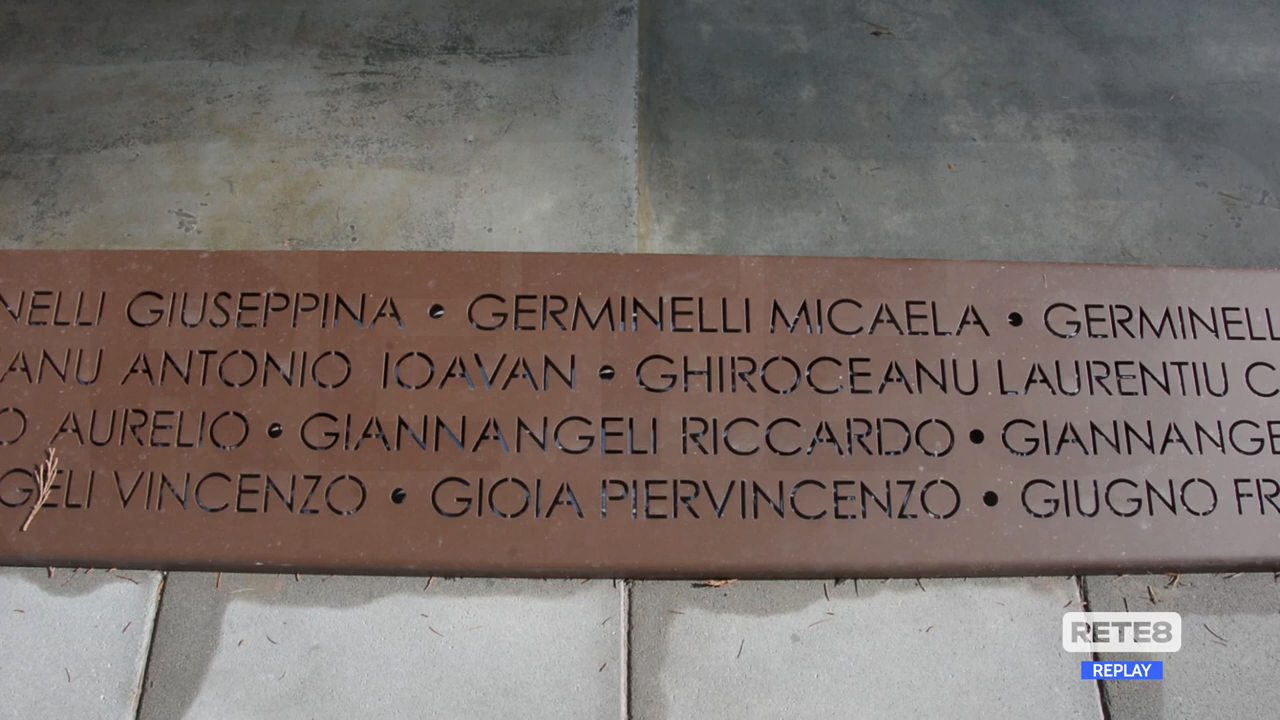 NELLI GIUSEPPINA • GERMINELLI MICAELA • GERMINELL
ANU ANTONIO IOAVAN • GHIROCEANU LAURENTIU C
O AURELIO • GIANNANGELI RICCARDO • GIANNANGE
GELI VINCENZO • GIOIA PIERVINCENZO • GIUGNO FR
RETE8
REPLAY